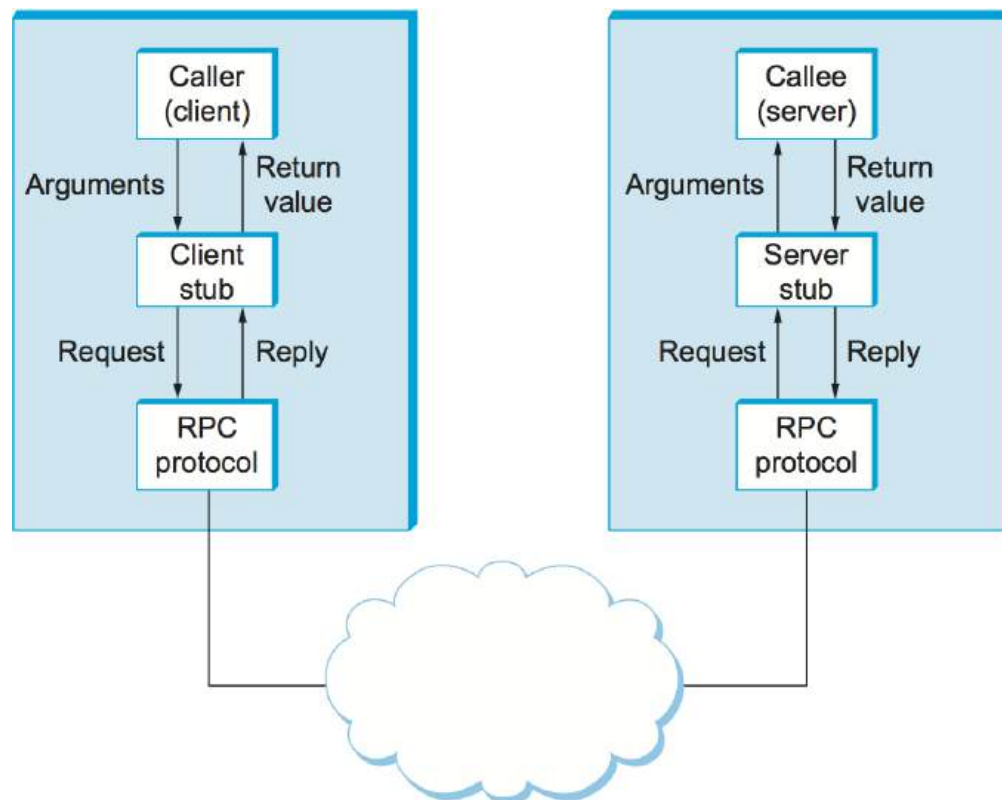 Caller
(client)
Arguments
Return
value
Client
stub
Request
Reply
RPC
protocol
Callee
(server)
Arguments
Return
value
Server
stub
Request
Reply
RPC
protocol